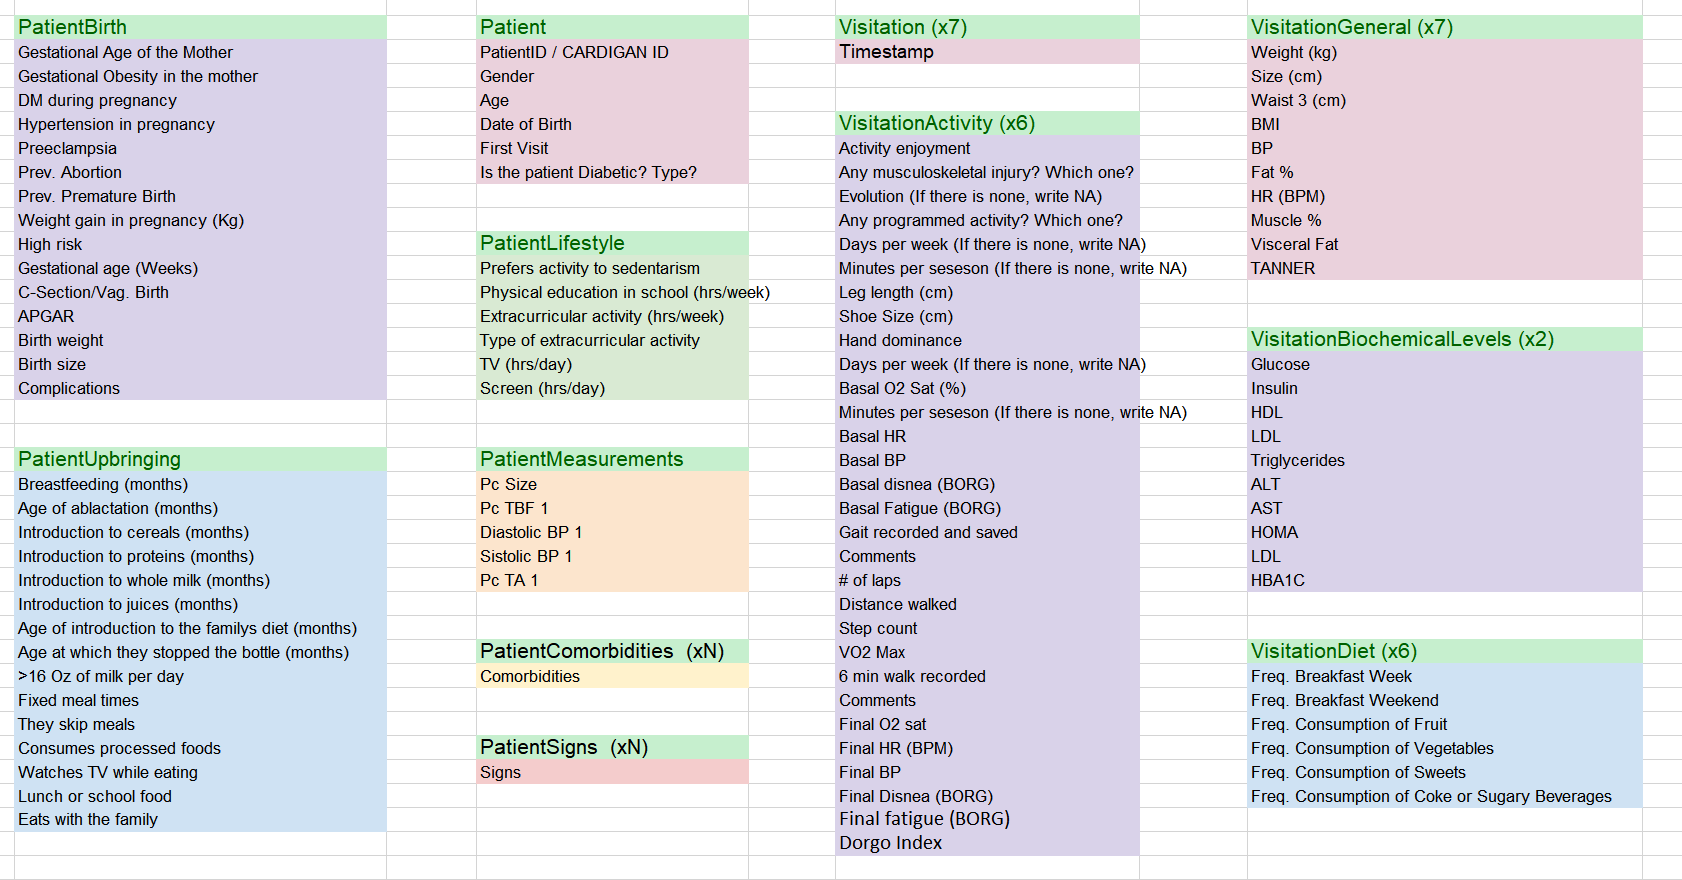 PatientBirth
Gestational Age of the Mother
Gestational Obesity in the mother
DM during pregnancy
Hypertension in pregnancy
Preeclampsia
Prev. Abortion
Prev. Premature Birth
Weight gain in pregnancy (Kg)
High risk
Gestational age (Weeks)
C-Section/Vag. Birth
APGAR
Birth weight
Birth size
Complications
PatientUpbringing
Breastfeeding (months)
Age of ablactation (months)
Introduction to cereals (months)
Introduction to proteins (months)
Introduction to whole milk (months)
Introduction to juices (months)
Age of introduction to the familys diet (months)
Age at which they stopped the bottle (months)
>16 Oz of milk per day
Fixed meal times
They skip meals
Consumes processed foods
Watches TV while eating
Lunch or school food
Eats with the family
Patient
PatientID / CARDIGAN ID
Gender
Age
Date of Birth
First Visit
Is the patient Diabetic? Type?
PatientLifestyle
Prefers activity to sedentarism
Physical education in school (hrs/week)
Extracurricular activity (hrs/week)
Type of extracurricular activity
TV (hrs/day)
Screen (hrs/day)
PatientMeasurements
Pc Size
Pc TBF 1
Diastolic BP 1
Sistolic BP 1
Pc TA 1
PatientComorbidities (xN)
Comorbidities
PatientSigns (xN)
Signs
Visitation (x7)
Timestamp
VisitationActivity (x6)
Activity enjoyment
Any musculoskeletal injury? Which one?
Evolution (If there is none, write NA)
Any programmed activity? Which one?
Days per week (If there is none, write NA)
Minutes per seseson (If there is none, write NA)
Leg length (cm)
Shoe Size (cm)
Hand dominance
Days per week (If there is none, write NA)
Basal O2 Sat (%)
Minutes per seseson (If there is none, write NA)
Basal HR
Basal BP
Basal disnea (BORG)
Basal Fatigue (BORG)
Gait recorded and saved
Comments
# of laps
Distance walked
Step count
VO2 Max
6 min walk recorded
Comments
Final O2 sat
Final HR (BPM)
Final BP
Final Disnea (BORG)
Final fatigue (BORG)
Dorgo Index
VisitationGeneral (x7)
Weight (kg)
Size (cm)
Waist 3 (cm)
BMI
BP
Fat %
HR (BPM)
Muscle %
Visceral Fat
TANNER
VisitationBiochemicalLevels (x2)
Glucose
Insulin
HDL
LDL
Triglycerides
ALT
AST
HOMA
LDL
HBA1C
VisitationDiet (x6)
Freq. Breakfast Week
Freq. Breakfast Weekend
Freq. Consumption of Fruit
Freq. Consumption of Vegetables
Freq. Consumption of Sweets
Freq. Consumption of Coke or Sugary Beverages